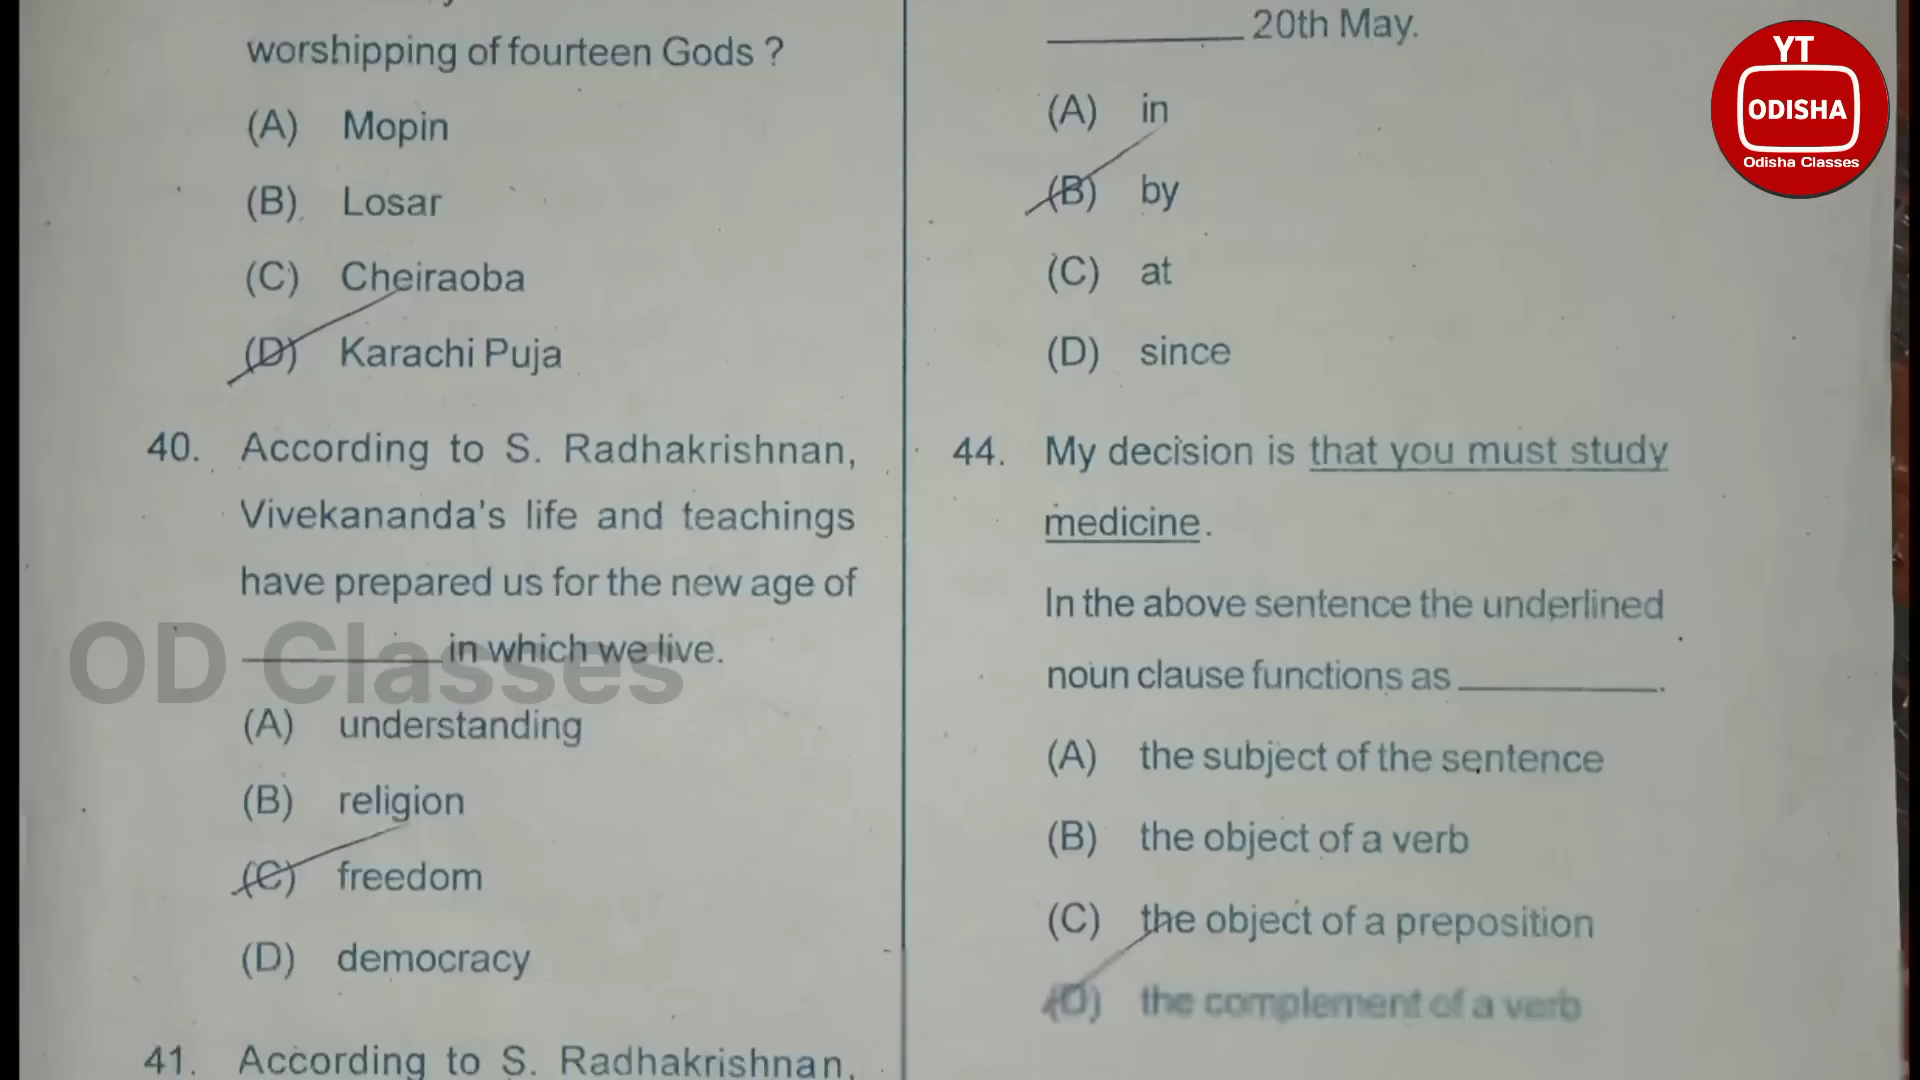 worshipping of fourteen Gods ?
(A) Mopin
(B) Losar
(C) Cheiraoba
(D) Karachi Puja
40. According to S. Radhakrishnan,
Vivekananda's life and teachings
have prepared us for the new age of
__________ in which we live.
(A) understanding
(B) religion
(C) freedom
(D) democracy
41. According to S. Radhakrishnan,
__________ 20th May.
(A) in
(B) by
(C) at
(D) since
44. My decision is that you must study
medicine.
In the above sentence the underlined
noun clause functions as __________.
(A) the subject of the sentence
(B) the object of a verb
(C) the object of a preposition
(D) the complement of a verb
OD Classes
YT
ODISHA
Odisha Classes